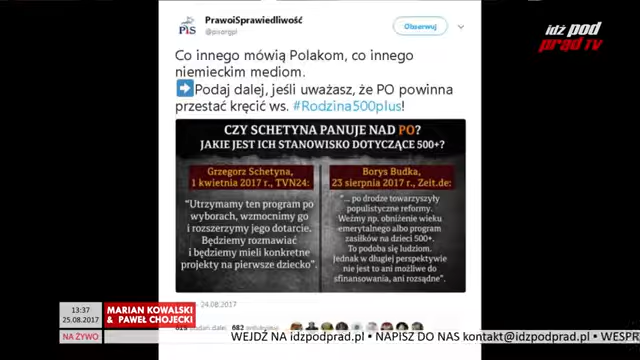 PrawoiSprawiedliwość
@pisorgpl
PiS
Obserwuj
idź pod
prąd TV
Co innego mówią Polakom, co innego
niemieckim mediom.
Podaj dalej, jeśli uważasz, że PO powinna
przestać kręcić ws. #Rodzina500plus!
CZY SCHETYNA PANUJE NAD PO?
JAKIE JEST ICH STANOWISKO DOTYCZĄCE 500+?
Grzegorz Schetyna,
1 kwietnia 2017 r., TVN24:
"Utrzymamy ten program po
wyborach, wzmocnimy go
i rozszerzymy jego dotarcie.
Będziemy rozmawiać
i będziemy mieli konkretne
projekty na pierwsze dziecko".
Borys Budka,
23 sierpnia 2017 r., Zeit.de:
"... po drodze towarzyszyły
populistyczne reformy.
Weźmy np. obniżenie wieku
emerytalnego albo program
zasiłków na dzieci 500+.
To podoba się ludziom.
Jednak w długiej perspektywie
nie jest to ani możliwe do
sfinansowania, ani rozsądne".
24.08.2017
682
13:37
25.08.2017
NA ŻYWO
MARIAN KOWALSKI
& PAWEŁ CHOJECKI
WEJDŹ NA idzpodprad.pl • NAPISZ DO NAS kontakt@idzpodprad.pl • WESPR